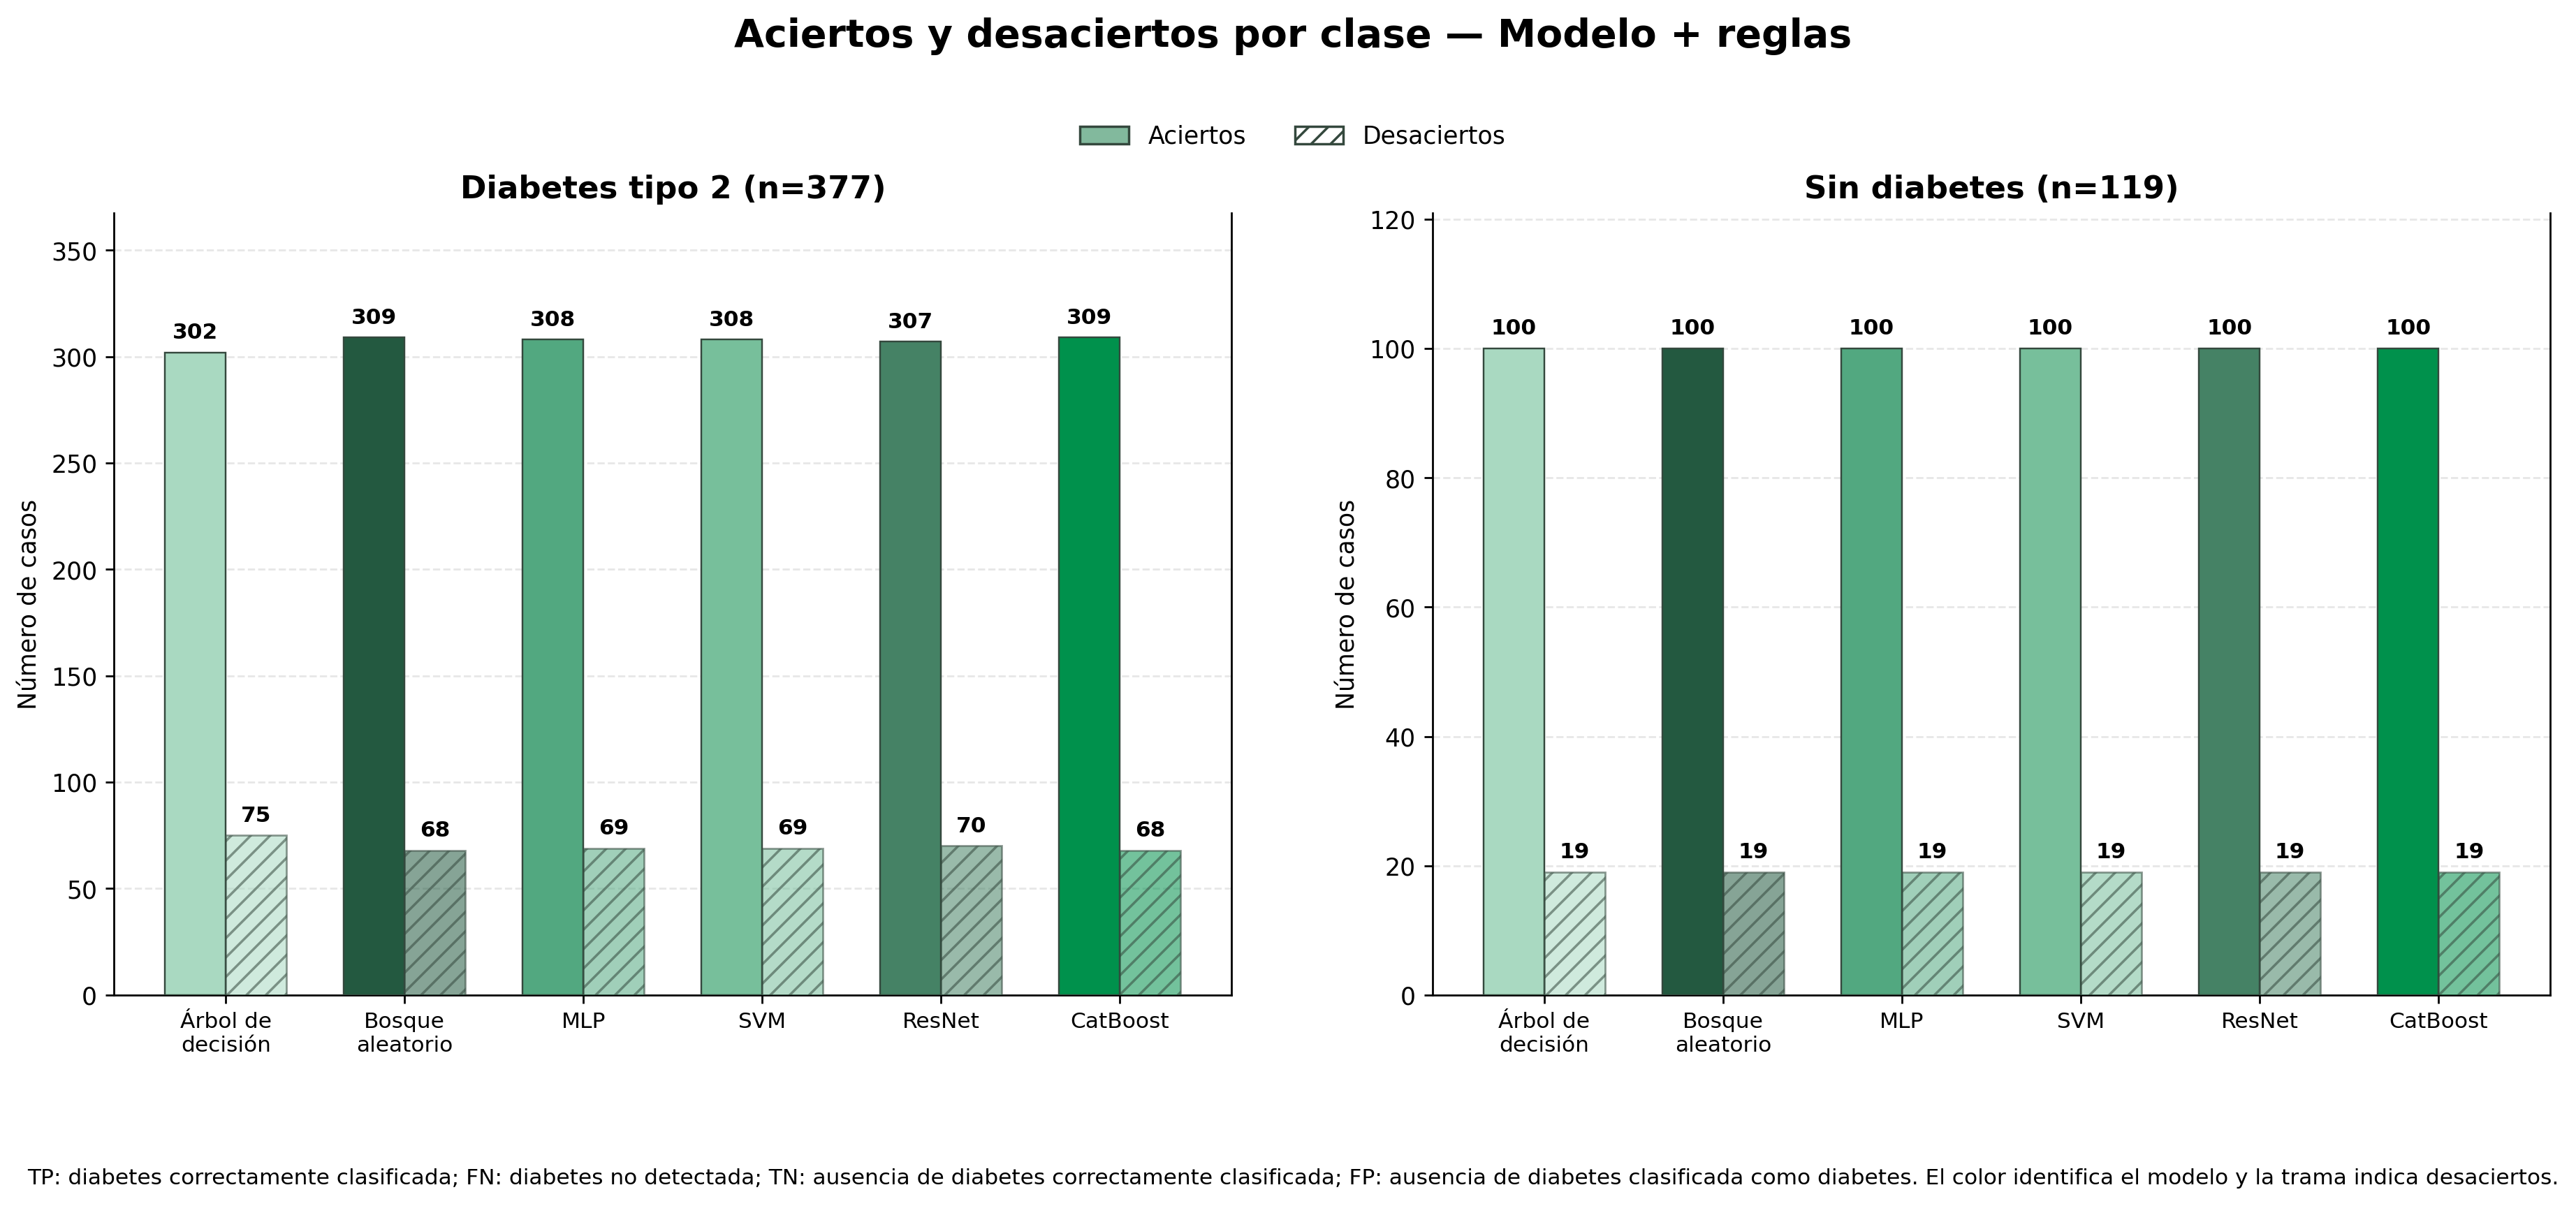 Aciertos y desaciertos por clase — Modelo + reglas
Aciertos
Desaciertos
Diabetes tipo 2 (n=377)
Número de casos
350
300
250
200
150
100
50
0
302
309
308
308
307
309
75
68
69
69
70
68
Árbol de
decisión
Bosque
aleatorio
MLP
SVM
ResNet
CatBoost
Sin diabetes (n=119)
Número de casos
120
100
80
60
40
20
0
100
100
100
100
100
100
19
19
19
19
19
19
Árbol de
decisión
Bosque
aleatorio
MLP
SVM
ResNet
CatBoost
TP: diabetes correctamente clasificada; FN: diabetes no detectada; TN: ausencia de diabetes correctamente clasificada; FP: ausencia de diabetes clasificada como diabetes. El color identifica el modelo y la trama indica desaciertos.